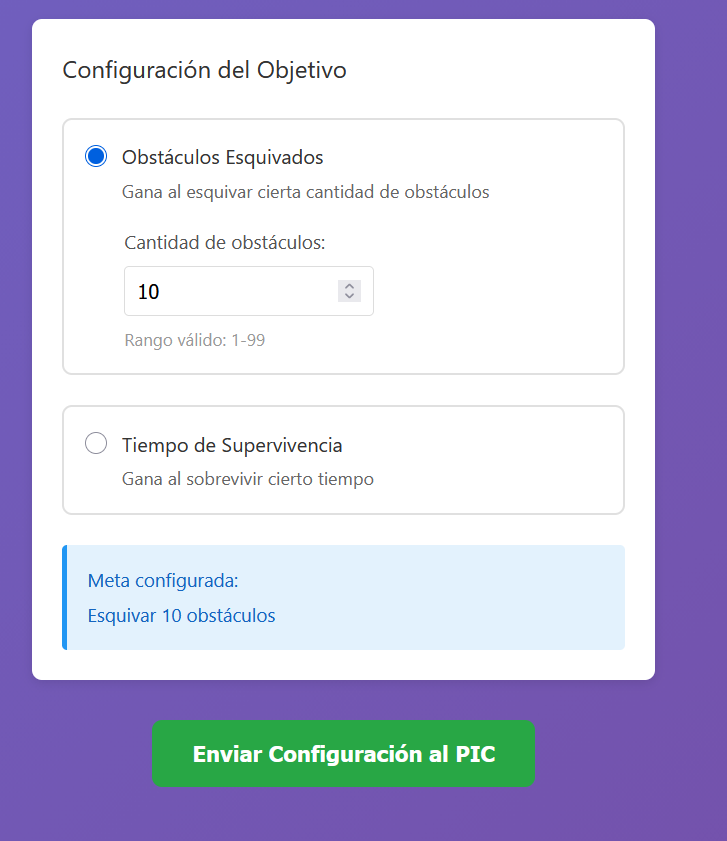 Configuración del Objetivo
Obstáculos Esquivados
Gana al esquivar cierta cantidad de obstáculos
Cantidad de obstáculos:
10
Rango válido: 1-99
Tiempo de Supervivencia
Gana al sobrevivir cierto tiempo
Meta configurada:
Esquivar 10 obstáculos
Enviar Configuración al PIC